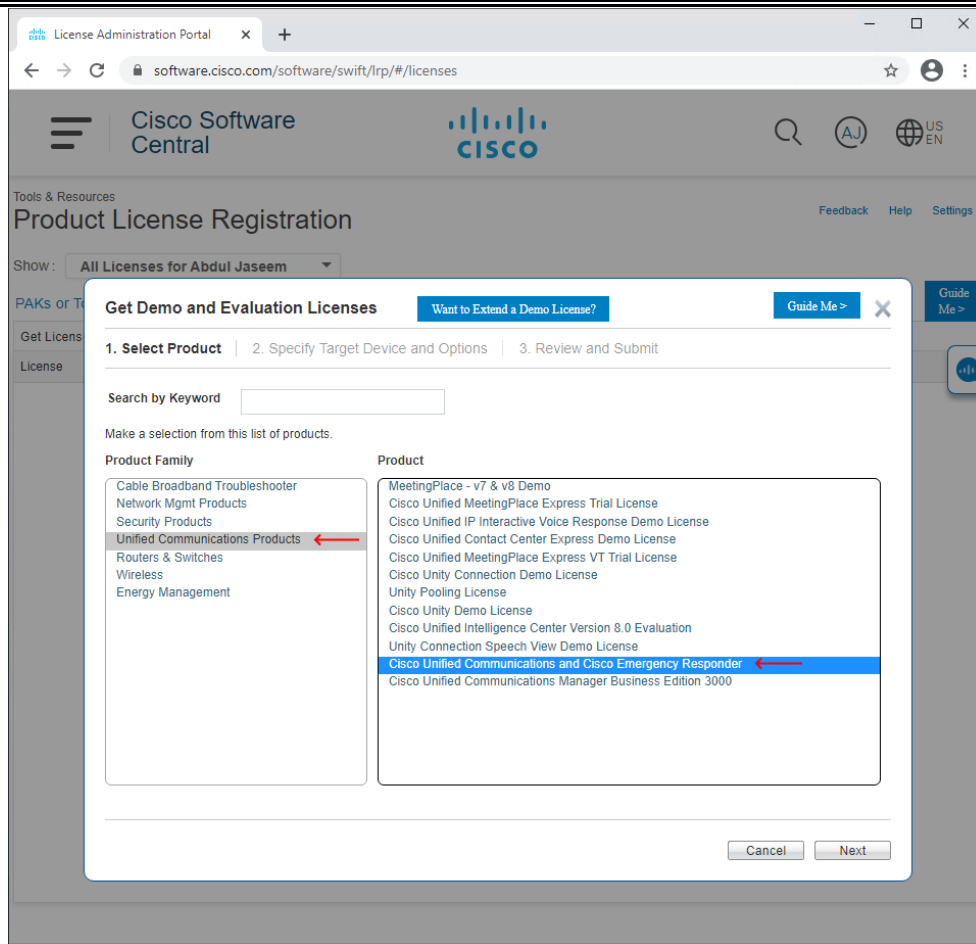 License Administration Portal
software.cisco.com/software/swift/lrp/#/licenses
Cisco Software
Central
CISCO
AJ
US
EN
Tools & Resources
Product License Registration
Feedback Help Settings
Show : All Licenses for Abdul Jaseem
PAKs or To
Guide
Me >
Get Licens
License
Get Demo and Evaluation Licenses
Want to Extend a Demo License?
Guide Me >
1. Select Product 2. Specify Target Device and Options 3. Review and Submit
Search by Keyword
Make a selection from this list of products.
Product Family
Cable Broadband Troubleshooter
Network Mgmt Products
Security Products
Unified Communications Products
Routers & Switches
Wireless
Energy Management
Product
MeetingPlace - v7 & v8 Demo
Cisco Unified MeetingPlace Express Trial License
Cisco Unified IP Interactive Voice Response Demo License
Cisco Unified Contact Center Express Demo License
Cisco Unified MeetingPlace Express VT Trial License
Cisco Unity Connection Demo License
Unity Pooling License
Cisco Unity Demo License
Cisco Unified Intelligence Center Version 8.0 Evaluation
Unity Connection Speech View Demo License
Cisco Unified Communications and Cisco Emergency Responder
Cisco Unified Communications Manager Business Edition 3000
Cancel Next